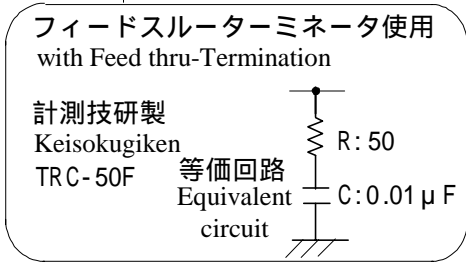 フィードスルーターミネータ使用
with Feed thru-Termination
計測技研製
Keisokugiken
TRC-50F
等価回路
Equivalent
circuit
R:50
C:0.01μF